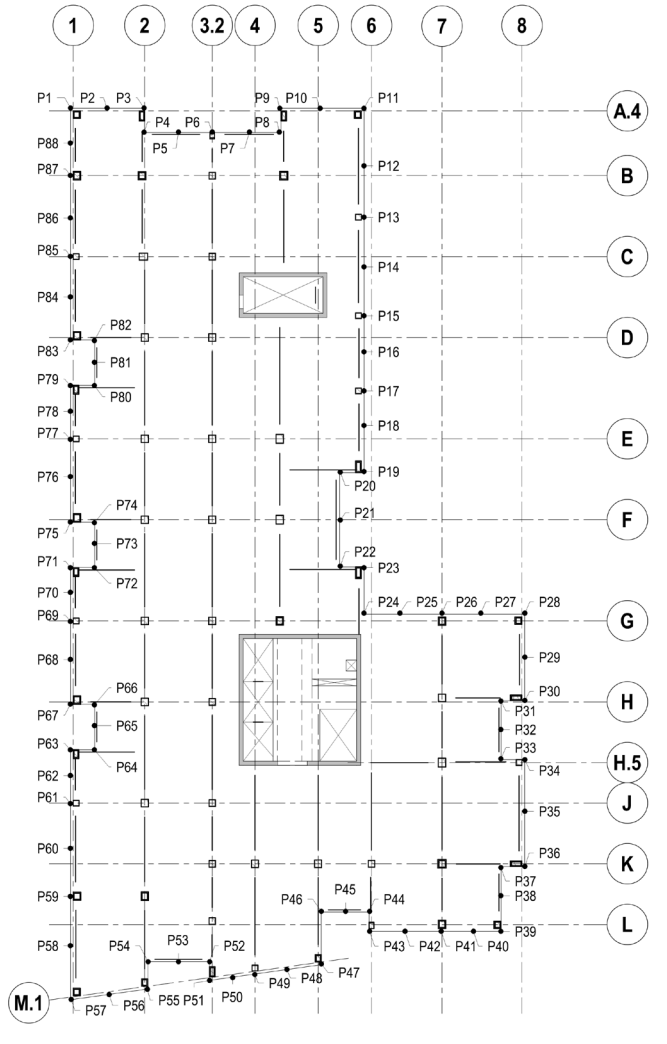 1 2 3.2 4 5 6 7 8
P1 P2 P3 P9 P10 P11
A.4
P4 P6 P8
P88 P5 P7
P12
P87 B
P86 P13
P85 C
P84 P14
P15
P82 D
P83 P16
P81
P79 P80 P17
P78 P18
P77 E
P76 P19
P20
P74 F
P75 P21
P73
P71 P22 P23
P72
P70 P24 P25 P26 P27 P28
P69 G
P68 P29
P66 P30 H
P67 P31
P65 P32
P63 P33
P64 P34 H.5
P62
P61 J
P35
P60 P36 K
P37
P59 P46 P45 P44 P38
L
P58 P54 P53 P52 P43 P42 P41 P40 P39
P47
P48
P49
P57 P56 P55 P51 P50
M.1